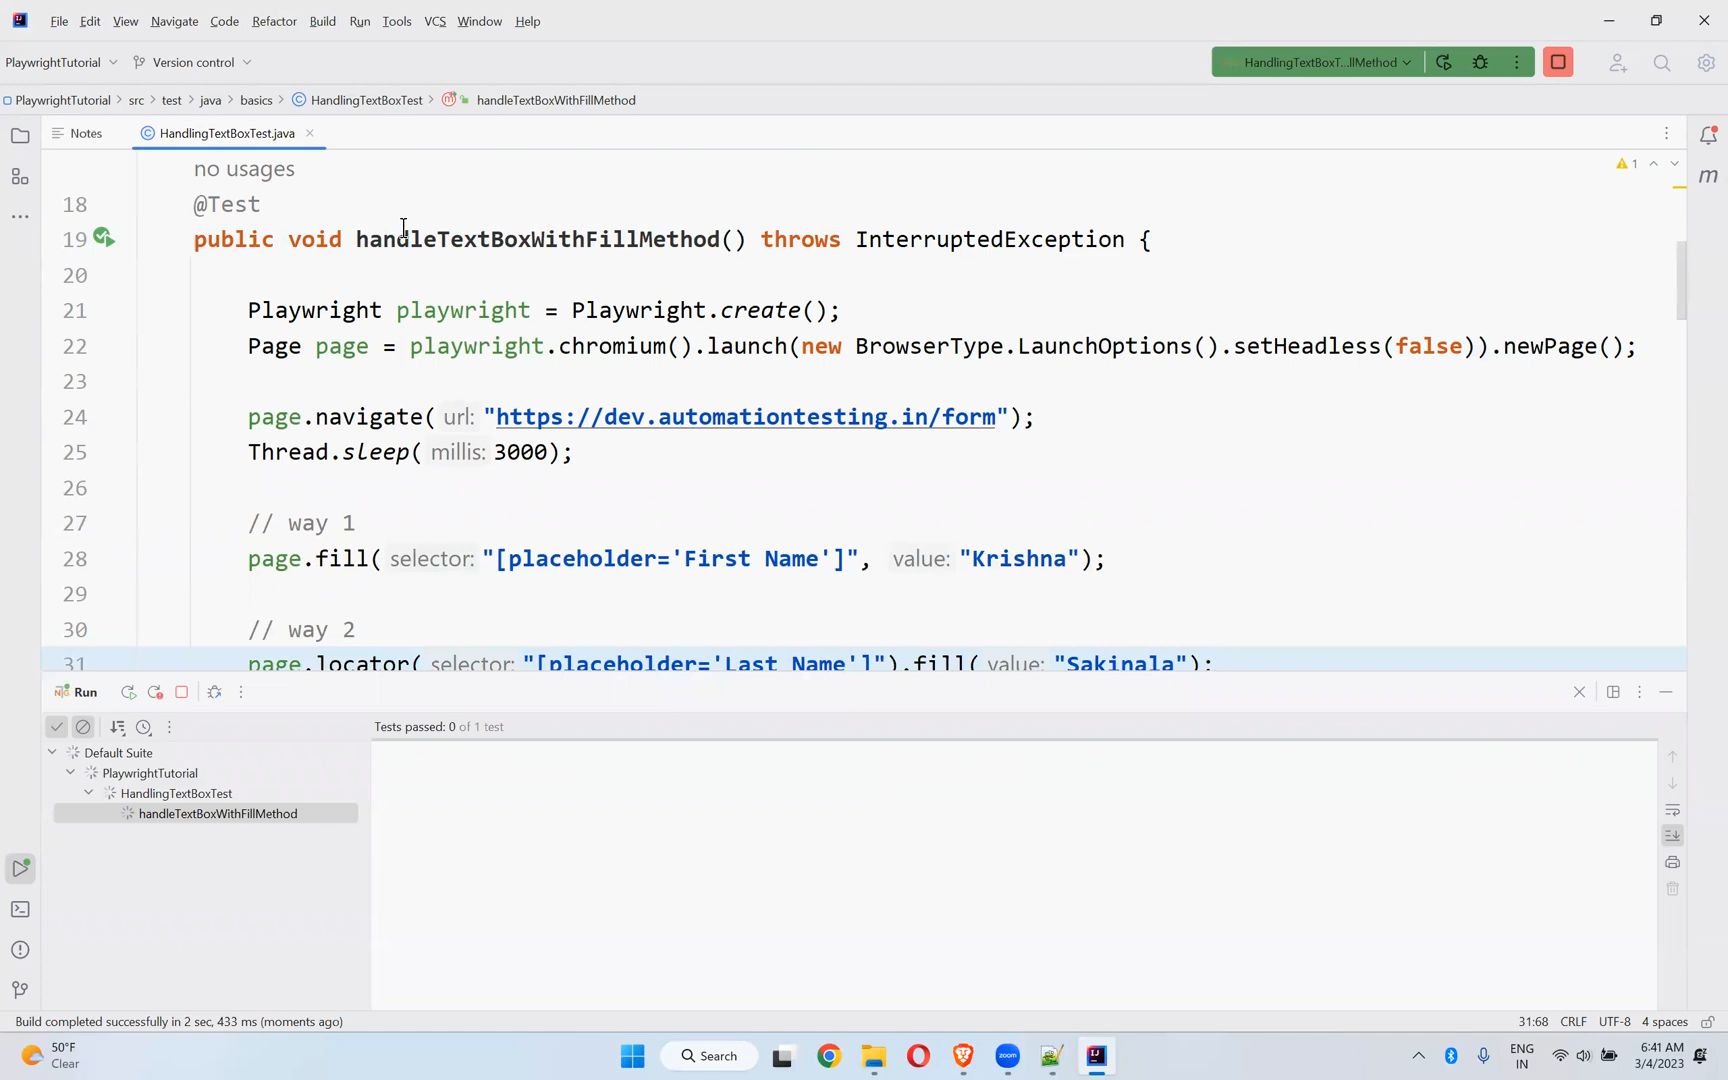 File Edit View Navigate Code Refactor Build Run Tools VCS Window Help
PlaywrightTutorial Version control HandlingTextBoxT...llMethod
PlaywrightTutorial src test java basics HandlingTextBoxTest handleTextBoxWithFillMethod
Notes HandlingTextBoxTest.java
no usages 1
18 @Test
19 public void handleTextBoxWithFillMethod() throws InterruptedException {
20
21 Playwright playwright = Playwright.create();
22 Page page = playwright.chromium().launch(new BrowserType.LaunchOptions().setHeadless(false)).newPage();
23
24 page.navigate( url: "https://dev.automationtesting.in/form");
25 Thread.sleep( millis: 3000);
26
27 // way 1
28 page.fill( selector: "[placeholder='First Name']", value: "Krishna");
29
30 // way 2
31 page.locator( selector: "[placeholder='Last Name']").fill( value: "Sakinala");
Run
Tests passed: 0 of 1 test
Default Suite
PlaywrightTutorial
HandlingTextBoxTest
handleTextBoxWithFillMethod
Build completed successfully in 2 sec, 433 ms (moments ago) 31:68 CRLF UTF-8 4 spaces
50°F
Clear
Search
zoom
ENG
IN
6:41 AM
3/4/2023